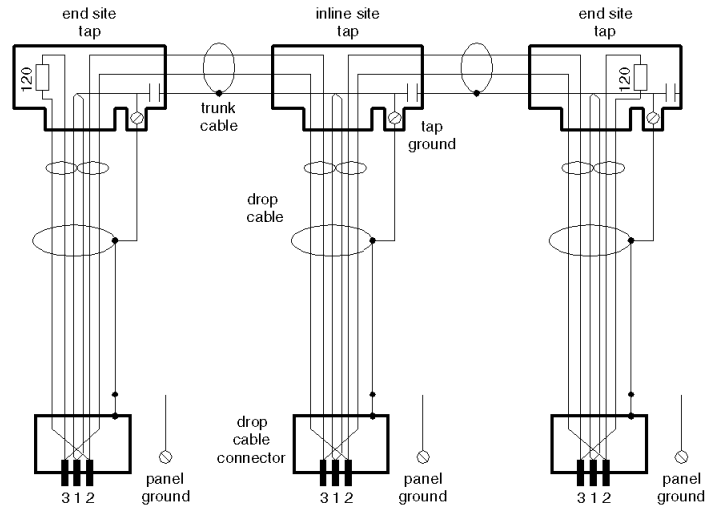 end site
tap
inline site
tap
end site
tap
120
120
trunk
cable
tap
ground
drop
cable
drop
cable
connector
panel
ground
panel
ground
panel
ground
3 1 2
3 1 2
3 1 2